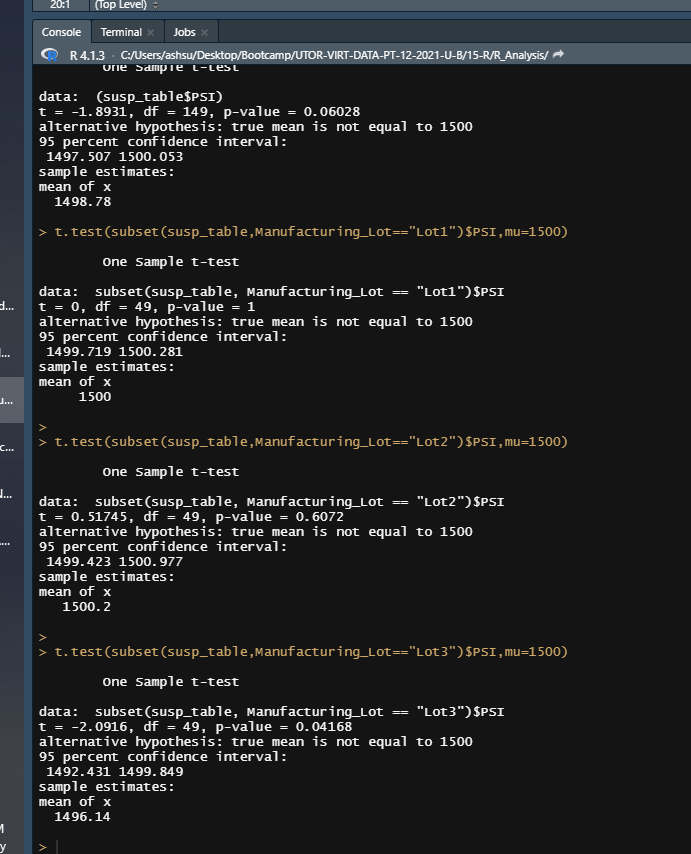 20:1 (Top Level)
Console Terminal Jobs
R 4.1.3 · C:/Users/ashsu/Desktop/Bootcamp/UTOR-VIRT-DATA-PT-12-2021-U-B/15-R/R_Analysis/
One Sample t-test
data:  (susp_table$PSI)
t = -1.8931, df = 149, p-value = 0.06028
alternative hypothesis: true mean is not equal to 1500
95 percent confidence interval:
1497.507 1500.053
sample estimates:
mean of x
1498.78
> t.test(subset(susp_table,Manufacturing_Lot=="Lot1")$PSI,mu=1500)
One Sample t-test
data:  subset(susp_table, Manufacturing_Lot == "Lot1")$PSI
t = 0, df = 49, p-value = 1
alternative hypothesis: true mean is not equal to 1500
95 percent confidence interval:
1499.719 1500.281
sample estimates:
mean of x
1500
>
> t.test(subset(susp_table,Manufacturing_Lot=="Lot2")$PSI,mu=1500)
One Sample t-test
data:  subset(susp_table, Manufacturing_Lot == "Lot2")$PSI
t = 0.51745, df = 49, p-value = 0.6072
alternative hypothesis: true mean is not equal to 1500
95 percent confidence interval:
1499.423 1500.977
sample estimates:
mean of x
1500.2
>
> t.test(subset(susp_table,Manufacturing_Lot=="Lot3")$PSI,mu=1500)
One Sample t-test
data:  subset(susp_table, Manufacturing_Lot == "Lot3")$PSI
t = -2.0916, df = 49, p-value = 0.04168
alternative hypothesis: true mean is not equal to 1500
95 percent confidence interval:
1492.431 1499.849
sample estimates:
mean of x
1496.14
>